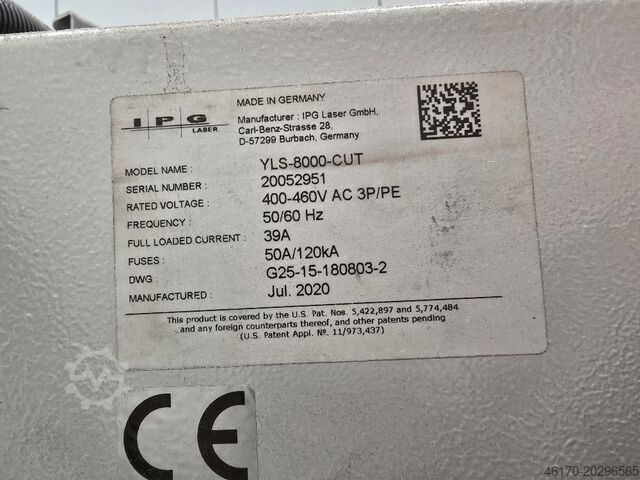 IPG
LASER
MADE IN GERMANY
Manufacturer : IPG Laser GmbH,
Carl-Benz-Strasse 28,
D-57299 Burbach, Germany
MODEL NAME : YLS-8000-CUT
SERIAL NUMBER : 20052951
RATED VOLTAGE : 400-460V AC 3P/PE
FREQUENCY : 50/60 Hz
FULL LOADED CURRENT : 39A
FUSES : 50A/120kA
DWG : G25-15-180803-2
MANUFACTURED : Jul. 2020
This product is covered by the U.S. Pat. Nos. 5,422,897 and 5,774,484
and any foreign counterparts thereof, and other patents pending
(U.S. Patent Appl. Nº. 11/973,437)
CE
46170-20296565